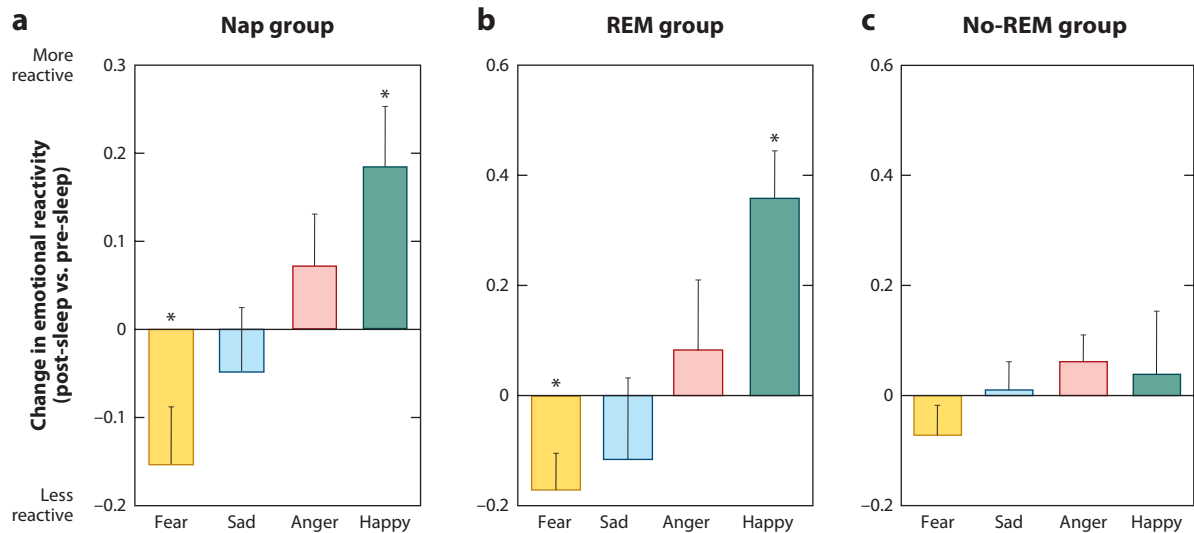 a
Nap group
More
reactive
Change in emotional reactivity
(post-sleep vs. pre-sleep)
Less
reactive
0.3
0.2
0.1
0
–0.1
–0.2
*
*
Fear
Sad
Anger
Happy
b
REM group
0.6
0.4
0.2
0
–0.2
*
*
Fear
Sad
Anger
Happy
c
No-REM group
0.6
0.4
0.2
0
–0.2
Fear
Sad
Anger
Happy